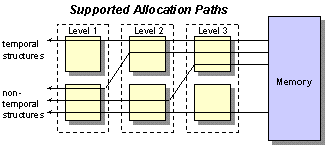 Supported Allocation Paths
Level 1
Level 2
Level 3
temporal
structures
Memory
non-
temporal
structures